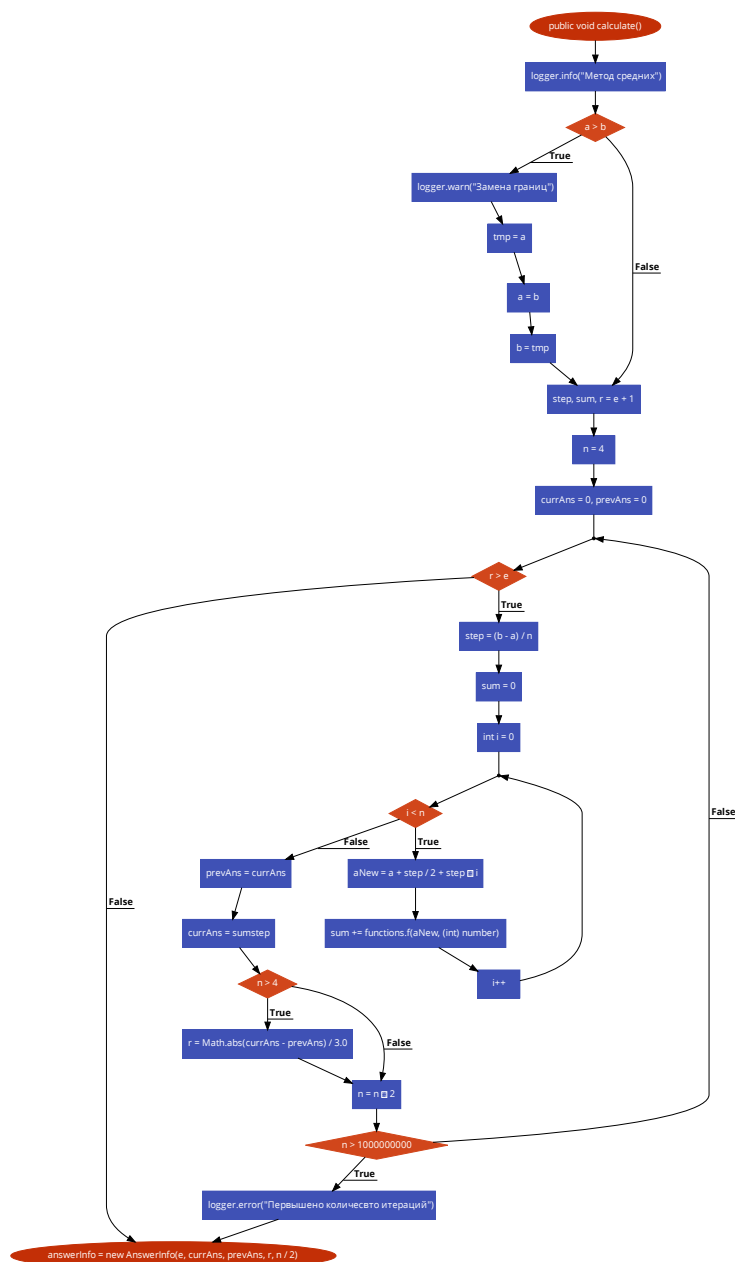 public void calculate()
logger.info("Метод средних")
a > b
True
logger.warn("Замена границ")
tmp = a
False
a = b
b = tmp
step, sum, r = e + 1
n = 4
currAns = 0, prevAns = 0
r > e
True
step = (b - a) / n
sum = 0
int i = 0
i < n
False
False
True
prevAns = currAns
aNew = a + step / 2 + step □ i
False
currAns = sumstep
sum += functions.f(aNew, (int) number)
n > 4
i++
True
r = Math.abs(currAns - prevAns) / 3.0
False
n = n □ 2
n > 1000000000
True
logger.error("Первышено количесвто итераций")
answerInfo = new AnswerInfo(e, currAns, prevAns, r, n / 2)